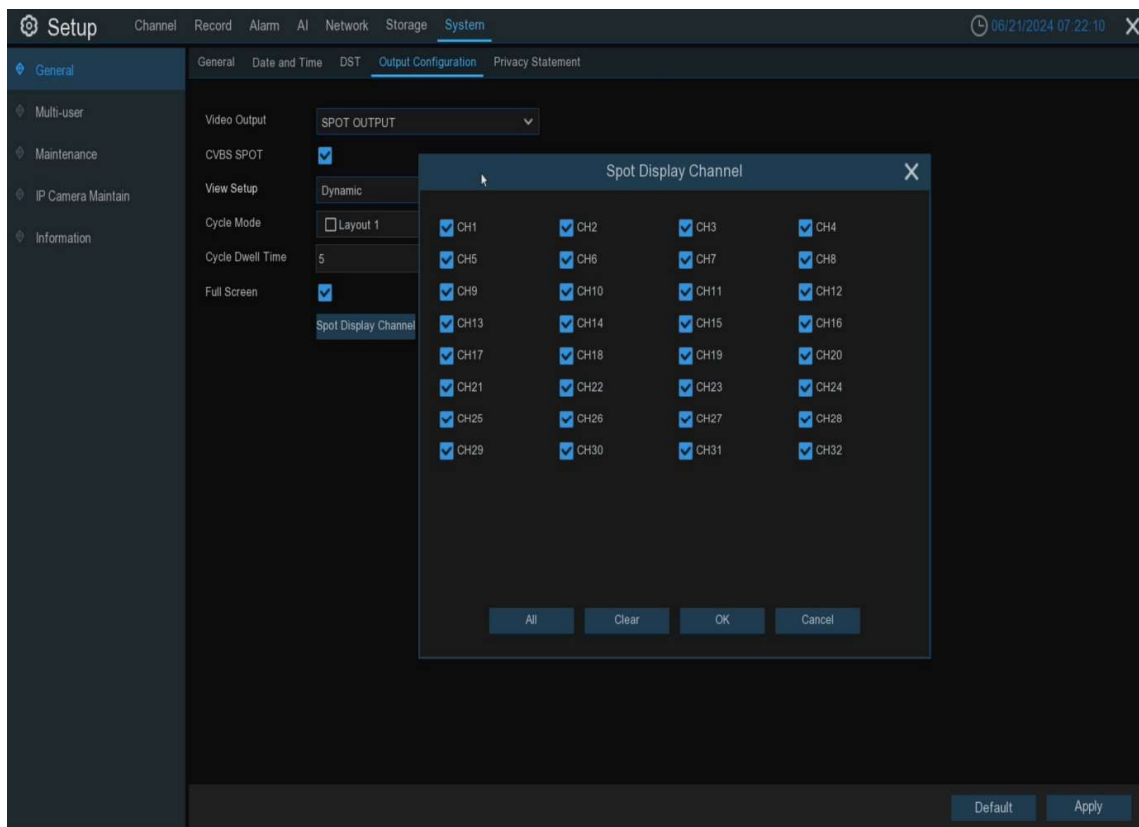 Setup Channel Record Alarm AI Network Storage System 06/21/2024 07:22:10 X
General
General Date and Time DST Output Configuration Privacy Statement
Multi-user
Maintenance
IP Camera Maintain
Information
Video Output SPOT OUTPUT
CVBS SPOT
View Setup Dynamic
Cycle Mode Layout 1
Cycle Dwell Time 5
Full Screen
Spot Display Channel
Spot Display Channel X
CH1 CH2 CH3 CH4
CH5 CH6 CH7 CH8
CH9 CH10 CH11 CH12
CH13 CH14 CH15 CH16
CH17 CH18 CH19 CH20
CH21 CH22 CH23 CH24
CH25 CH26 CH27 CH28
CH29 CH30 CH31 CH32
All Clear OK Cancel
Default Apply